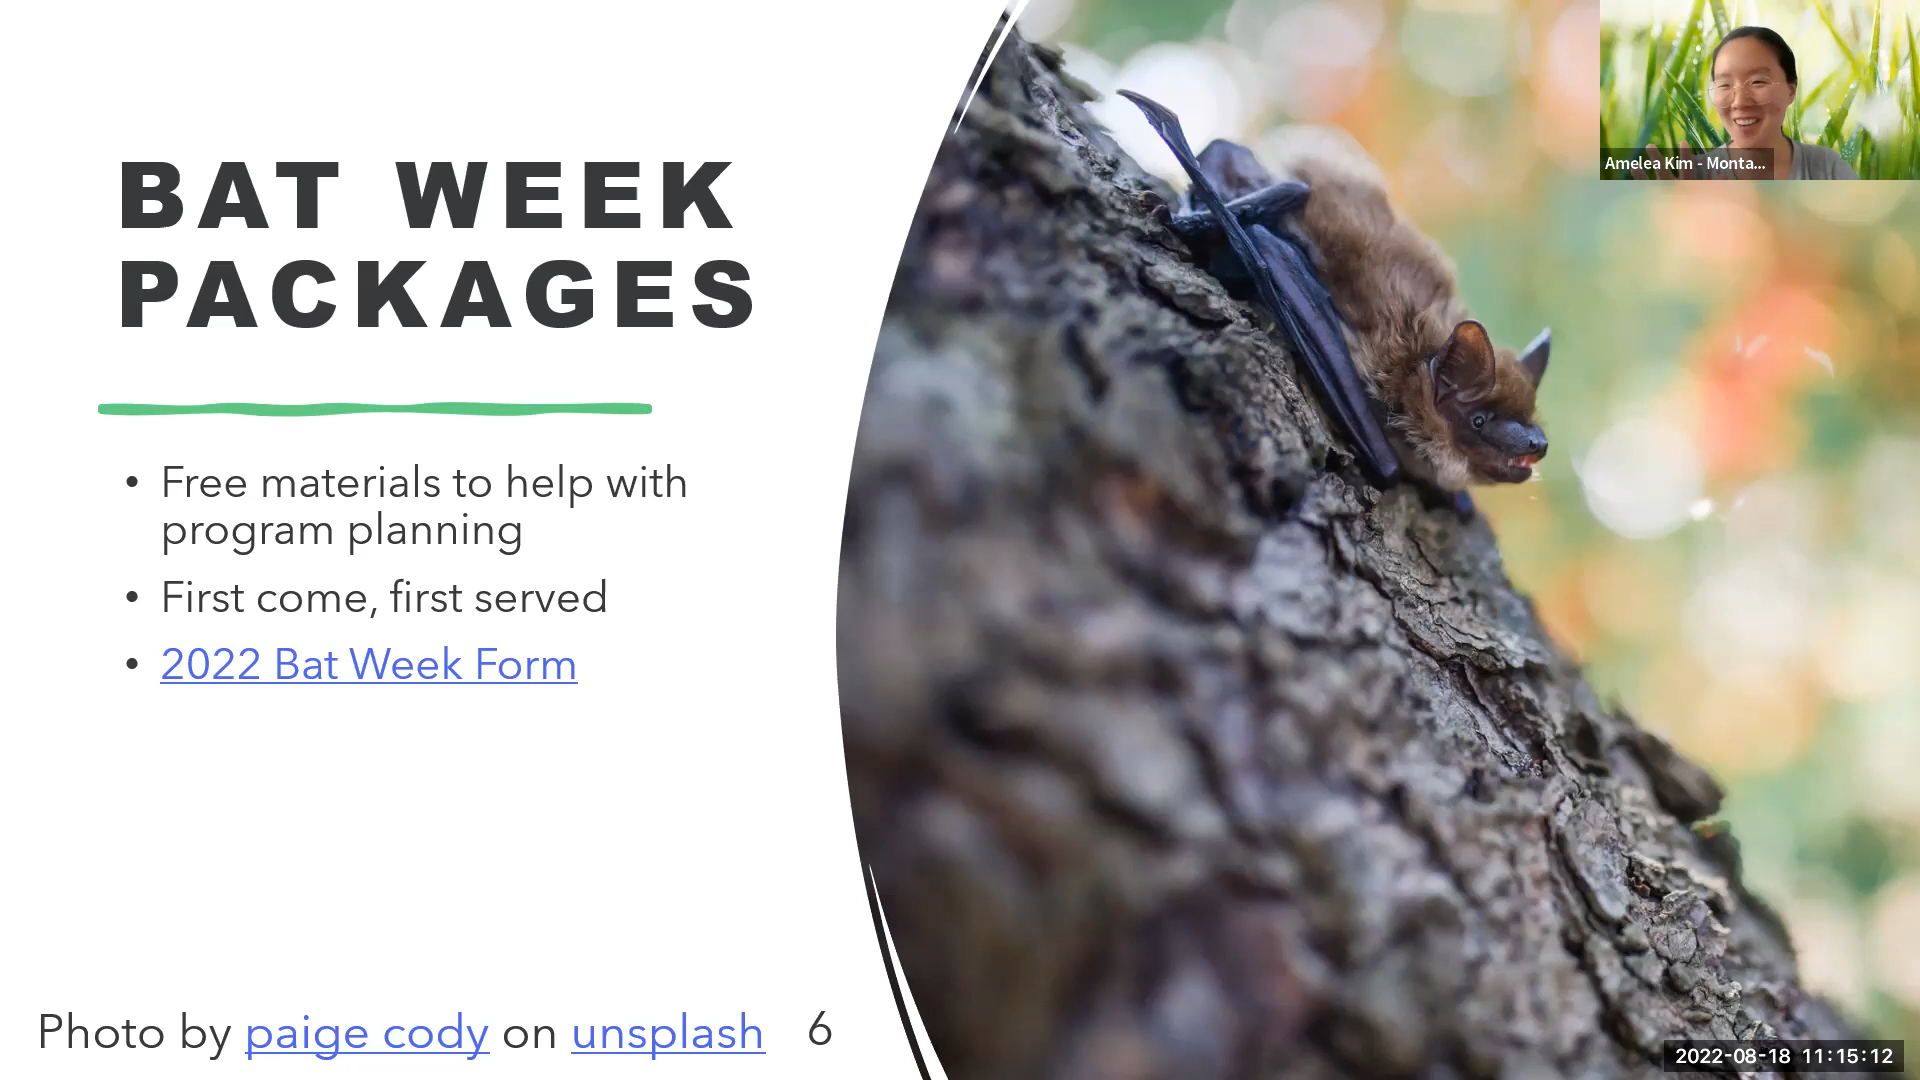 BAT WEEK
PACKAGES
• Free materials to help with
program planning
• First come, first served
• 2022 Bat Week Form
Photo by paige cody on unsplash 6
Amelea Kim - Monta...
2022-08-18 11:15:12